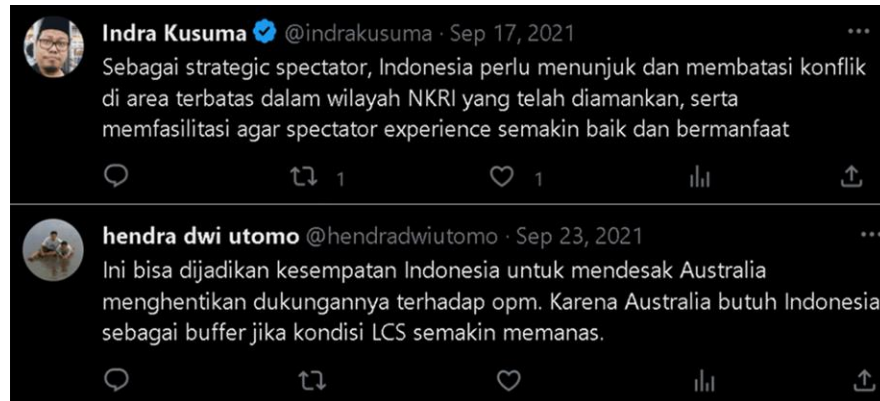 Indra Kusuma @indrakusuma · Sep 17, 2021
Sebagai strategic spectator, Indonesia perlu menunjuk dan membatasi konflik
di area terbatas dalam wilayah NKRI yang telah diamankan, serta
memfasilitasi agar spectator experience semakin baik dan bermanfaat
1 1
hendra dwi utomo @hendradwiutomo · Sep 23, 2021
Ini bisa dijadikan kesempatan Indonesia untuk mendesak Australia
menghentikan dukungannya terhadap opm. Karena Australia butuh Indonesia
sebagai buffer jika kondisi LCS semakin memanas.